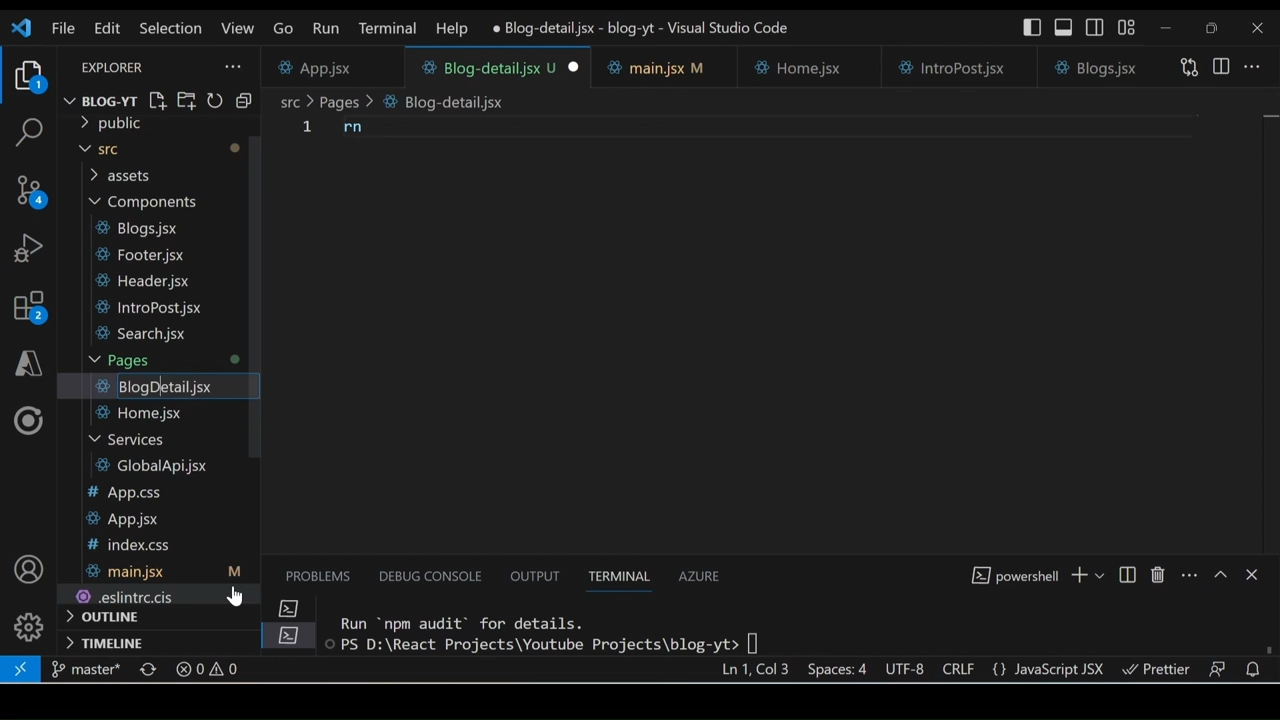 File Edit Selection View Go Run Terminal Help ● Blog-detail.jsx - blog-yt - Visual Studio Code
EXPLORER
App.jsx Blog-detail.jsx U main.jsx M Home.jsx IntroPost.jsx Blogs.jsx
1
BLOG-YT
src > Pages > Blog-detail.jsx
public
1 rn
src
assets
4
Components
Blogs.jsx
Footer.jsx
Header.jsx
2
IntroPost.jsx
Search.jsx
Pages
BlogDetail.jsx
Home.jsx
Services
GlobalApi.jsx
App.css
App.jsx
index.css
main.jsx M
.eslintrc.cjs
OUTLINE
TIMELINE
PROBLEMS DEBUG CONSOLE OUTPUT TERMINAL AZURE powershell
Run `npm audit` for details.
PS D:\React Projects\Youtube Projects\blog-yt>
master* 0 0 Ln 1, Col 3 Spaces: 4 UTF-8 CRLF {} JavaScript JSX Prettier